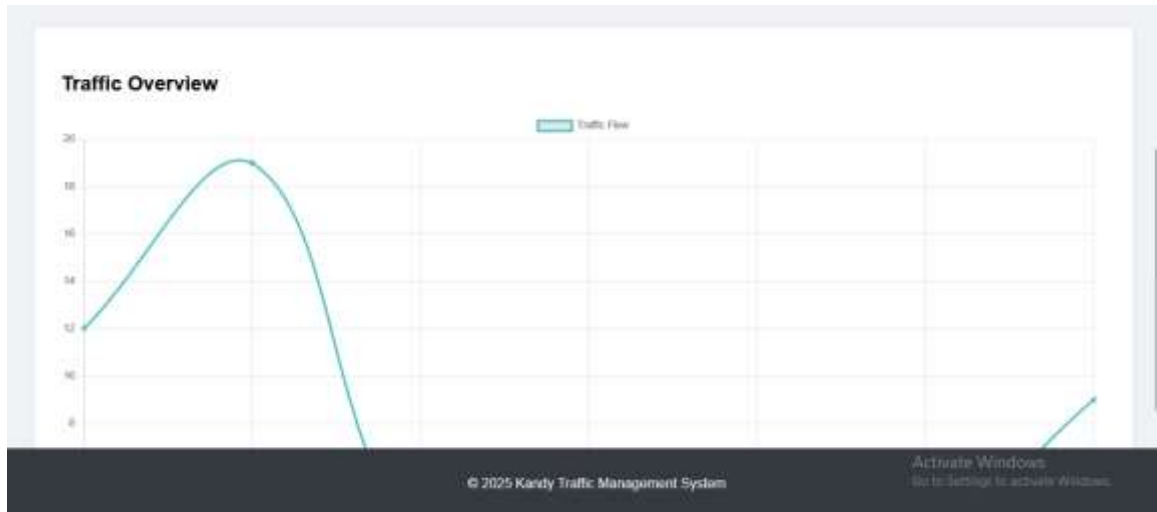 Traffic Overview
Traffic Flow
20
18
16
14
12
10
8
Activate Windows
Go to Settings to activate Windows.
© 2025 Kandy Traffic Management System